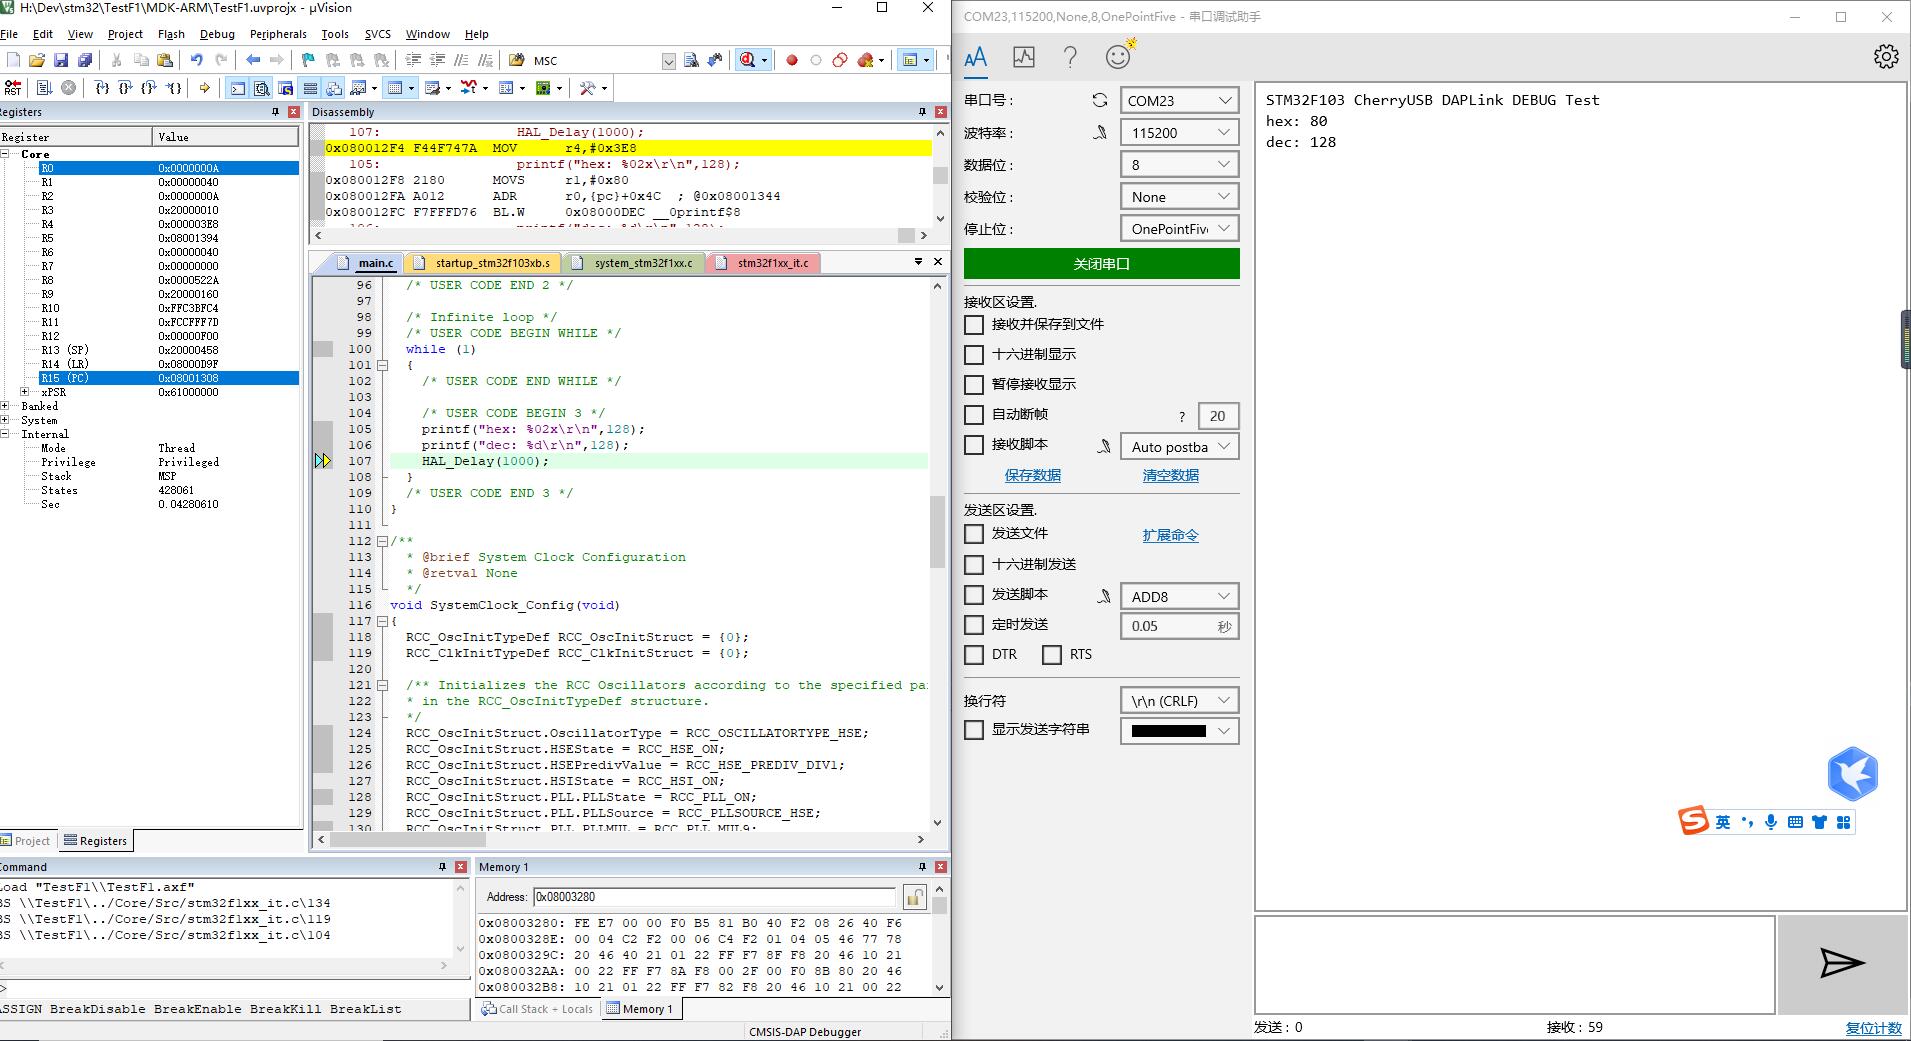 H:\Dev\stm32\TestF1\MDK-ARM\TestF1.uvprojx - µVision
File Edit View Project Flash Debug Peripherals Tools SVCS Window Help
MSC
RST
Registers
Register Value
Core
R0 0x0000000A
R1 0x00000040
R2 0x0000000A
R3 0x20000010
R4 0x000003E8
R5 0x08001394
R6 0x00000040
R7 0x00000000
R8 0x0000522A
R9 0x20000160
R10 0xFFC3BFC4
R11 0xFCCFFF7D
R12 0x00000F00
R13 (SP) 0x20000458
R14 (LR) 0x08000D9F
R15 (PC) 0x08001308
xPSR 0x61000000
Banked
System
Internal
Mode Thread
Privilege Privileged
Stack MSP
States 428061
Sec 0.04280610
Project Registers
Disassembly
107: HAL_Delay(1000);
0x080012F4 F44F747A MOV r4,#0x3E8
105: printf("hex: %02x\r\n",128);
0x080012F8 2180 MOVS r1,#0x80
0x080012FA A012 ADR r0,{pc}+0x4C ; @0x08001344
0x080012FC F7FFFD76 BL.W 0x08000DEC __0printf$8
106: printf("dec: %d\r\n",128);
main.c startup_stm32f103xb.s system_stm32f1xx.c stm32f1xx_it.c
96 /* USER CODE END 2 */
97
98 /* Infinite loop */
99 /* USER CODE BEGIN WHILE */
100 while (1)
101 {
102 /* USER CODE END WHILE */
103
104 /* USER CODE BEGIN 3 */
105 printf("hex: %02x\r\n",128);
106 printf("dec: %d\r\n",128);
107 HAL_Delay(1000);
108 }
109 /* USER CODE END 3 */
110 }
111
112 /**
113 * @brief System Clock Configuration
114 * @retval None
115 */
116 void SystemClock_Config(void)
117 {
118 RCC_OscInitTypeDef RCC_OscInitStruct = {0};
119 RCC_ClkInitTypeDef RCC_ClkInitStruct = {0};
120
121 /** Initializes the RCC Oscillators according to the specified pa
122 * in the RCC_OscInitTypeDef structure.
123 */
124 RCC_OscInitStruct.OscillatorType = RCC_OSCILLATORTYPE_HSE;
125 RCC_OscInitStruct.HSEState = RCC_HSE_ON;
126 RCC_OscInitStruct.HSEPredivValue = RCC_HSE_PREDIV_DIV1;
127 RCC_OscInitStruct.HSIState = RCC_HSI_ON;
128 RCC_OscInitStruct.PLL.PLLState = RCC_PLL_ON;
129 RCC_OscInitStruct.PLL.PLLSource = RCC_PLLSOURCE_HSE;
130 RCC_OscInitStruct.PLL.PLLMUL = RCC_PLL_MUL9;
Command
Load "TestF1\\TestF1.axf"
BS \\TestF1\../Core/Src/stm32f1xx_it.c\134
BS \\TestF1\../Core/Src/stm32f1xx_it.c\119
BS \\TestF1\../Core/Src/stm32f1xx_it.c\104
>
ASSIGN BreakDisable BreakEnable BreakKill BreakList
Memory 1
Address: 0x08003280
0x08003280: FE E7 00 00 F0 B5 81 B0 40 F2 08 26 40 F6
0x0800328E: 00 04 C2 F2 00 06 C4 F2 01 04 05 46 77 78
0x0800329C: 20 46 40 21 01 22 FF F7 8F F8 20 46 10 21
0x080032AA: 00 22 FF F7 8A F8 00 2F 00 F0 8B 80 20 46
0x080032B8: 10 21 01 22 FF F7 82 F8 20 46 10 21 00 22
Call Stack + Locals Memory 1
CMSIS-DAP Debugger
COM23,115200,None,8,OnePointFive - 串口调试助手
串口号: COM23
波特率: 115200
数据位: 8
校验位: None
停止位: OnePointFiv
关闭串口
接收区设置.
接收并保存到文件
十六进制显示
暂停接收显示
自动断帧 ? 20
接收脚本 Auto postba
保存数据 清空数据
发送区设置.
发送文件 扩展命令
十六进制发送
发送脚本 ADD8
定时发送 0.05 秒
DTR RTS
换行符 \r\n (CRLF)
显示发送字符串
STM32F103 CherryUSB DAPLink DEBUG Test
hex: 80
dec: 128
S 英
发送: 0 接收: 59 复位计数